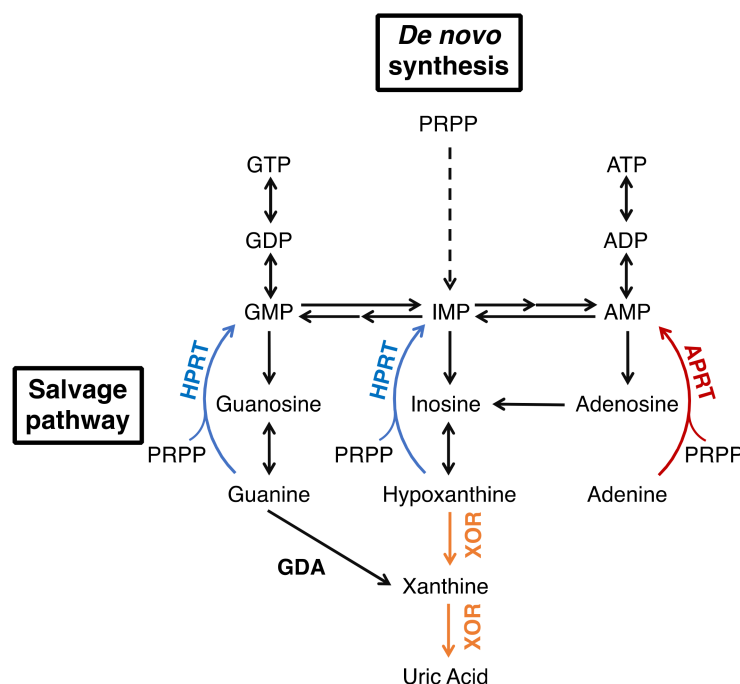 De novo
synthesis
PRPP
GTP
ATP
GDP
ADP
GMP
IMP
AMP
HPRT
HPRT
APRT
Salvage
pathway
Guanosine
Inosine
Adenosine
PRPP
PRPP
PRPP
Guanine
Hypoxanthine
Adenine
XOR
GDA
Xanthine
XOR
Uric Acid